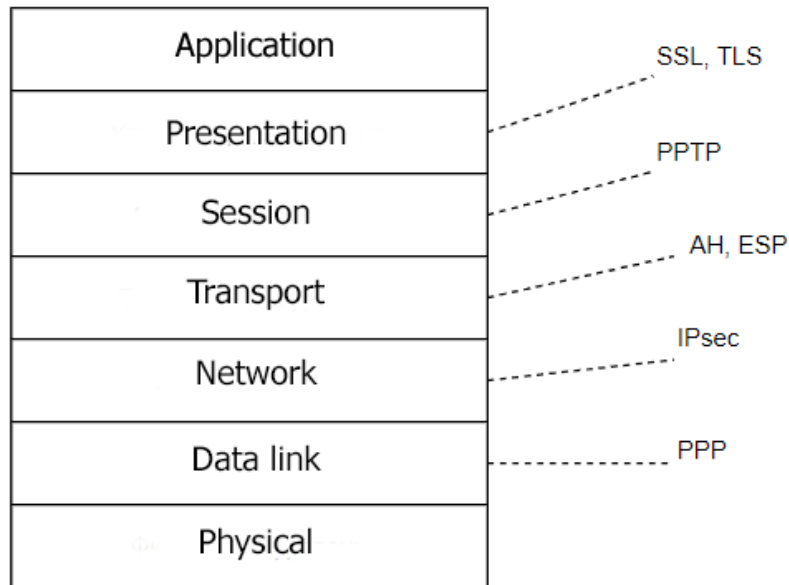 Application
SSL, TLS
Presentation
PPTP
Session
AH, ESP
Transport
IPsec
Network
PPP
Data link
Physical